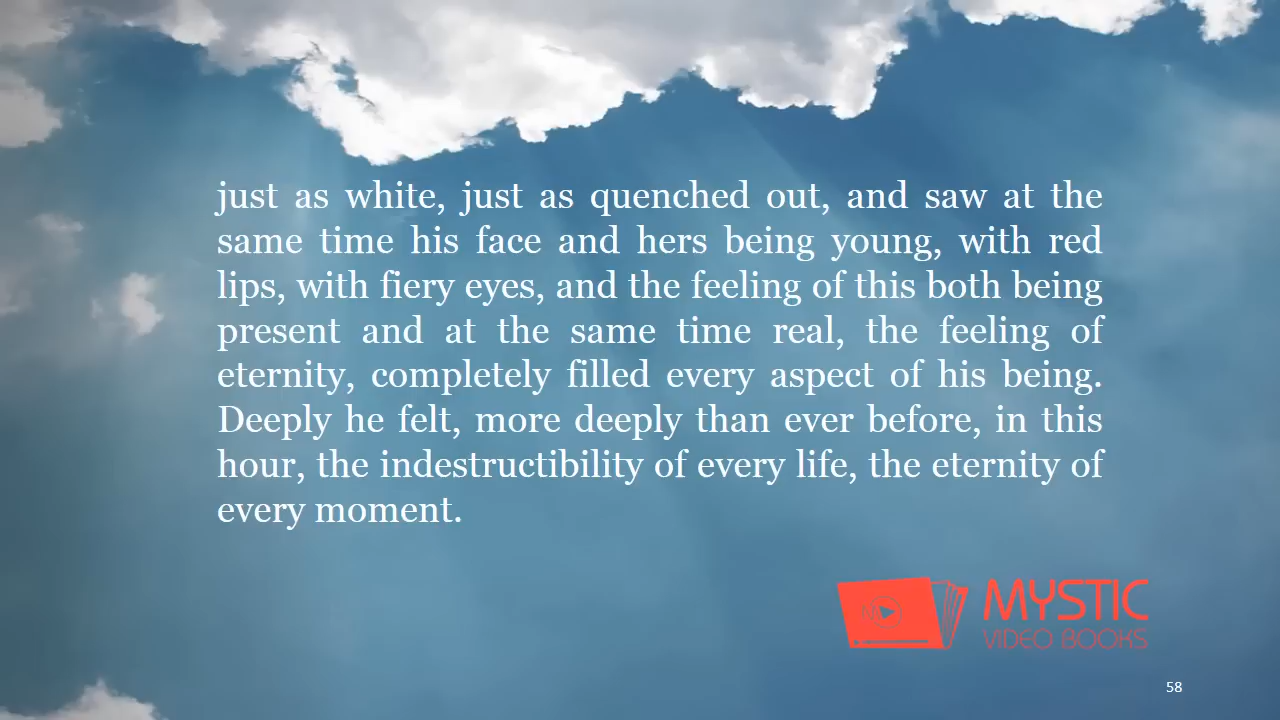 just as white, just as quenched out, and saw at the
same time his face and hers being young, with red
lips, with fiery eyes, and the feeling of this both being
present and at the same time real, the feeling of
eternity, completely filled every aspect of his being.
Deeply he felt, more deeply than ever before, in this
hour, the indestructibility of every life, the eternity of
every moment.
MYSTIC
VIDEO BOOKS
58